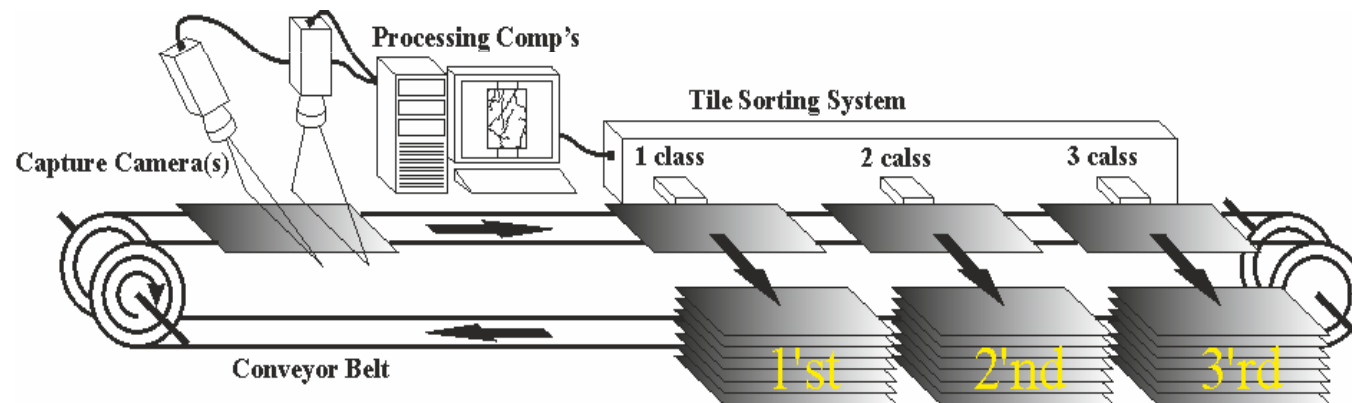 Processing Comp's
Tile Sorting System
Capture Camera(s)
1 class
2 calss
3 calss
Conveyor Belt
1'st
2'nd
3'rd